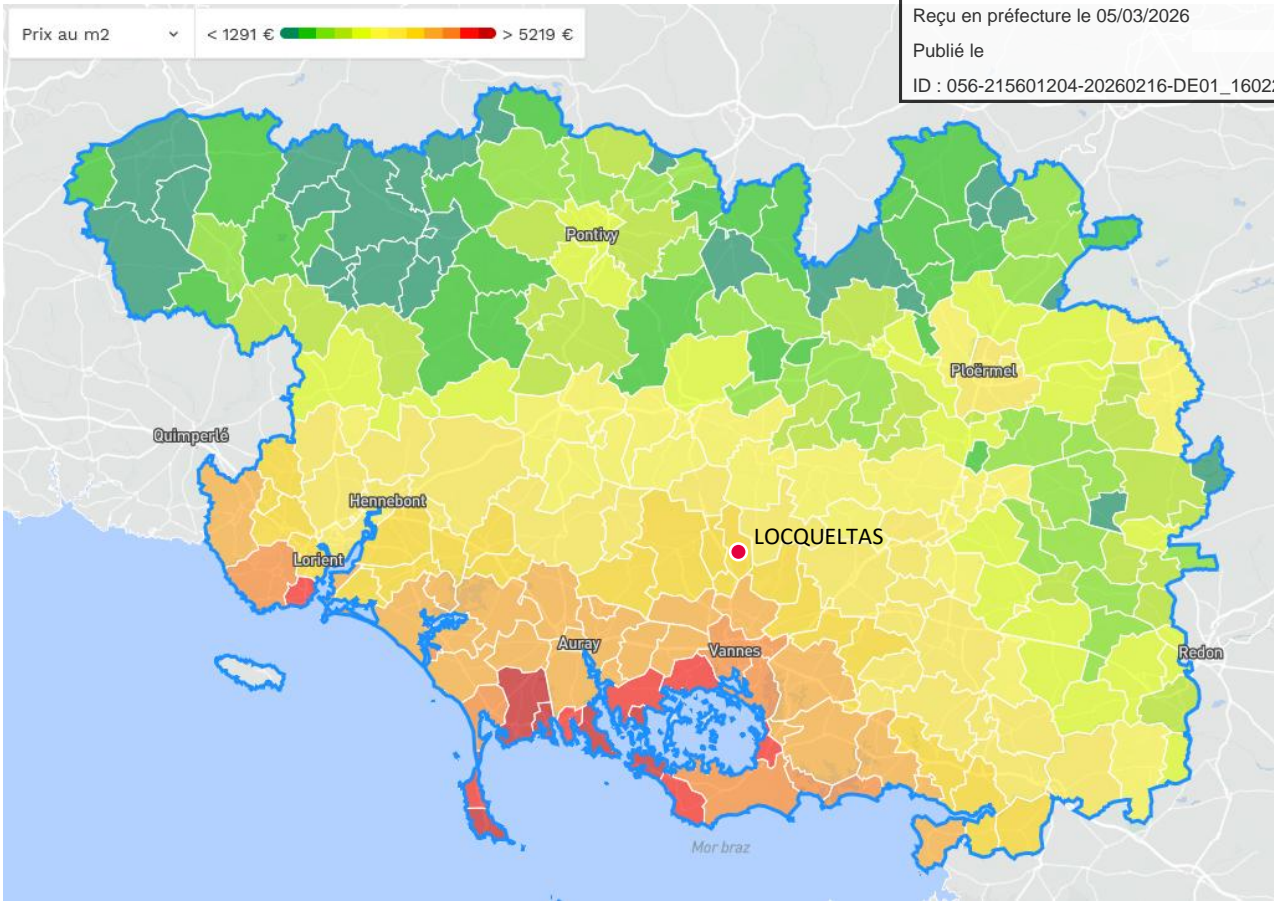 Prix au m2
< 1291 €
> 5219 €
Reçu en préfecture le 05/03/2026
Publié le
ID : 056-215601204-20260216-DE01_16022
Pontivy
Ploërmel
Quimperlé
Hennebont
LOCQUELTAS
Lorient
Auray
Vannes
Redon
Mor braz